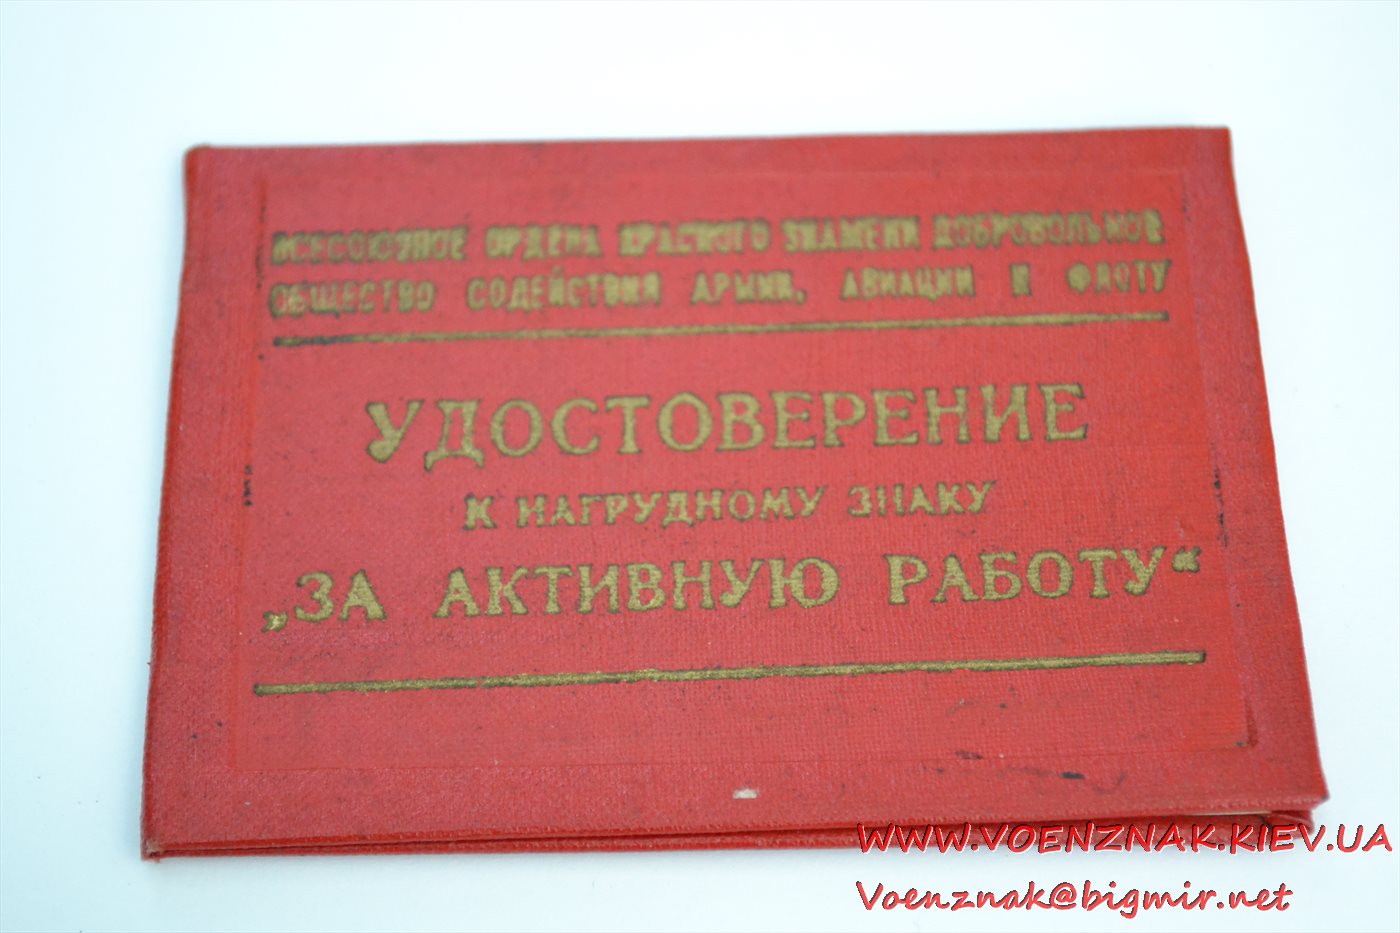 ВСЕСОЮЗНОЕ ОРДЕНА КРАСНОГО ЗНАМЕНИ ДОБРОВОЛЬНОЕ
ОБЩЕСТВО СОДЕЙСТВИЯ АРМИИ, АВИАЦИИ И ФЛОТУ
УДОСТОВЕРЕНИЕ
К НАГРУДНОМУ ЗНАКУ
„ЗА АКТИВНУЮ РАБОТУ“
WWW.VOENZNAK.KIEV.UA
Voenznak@bigmir.net